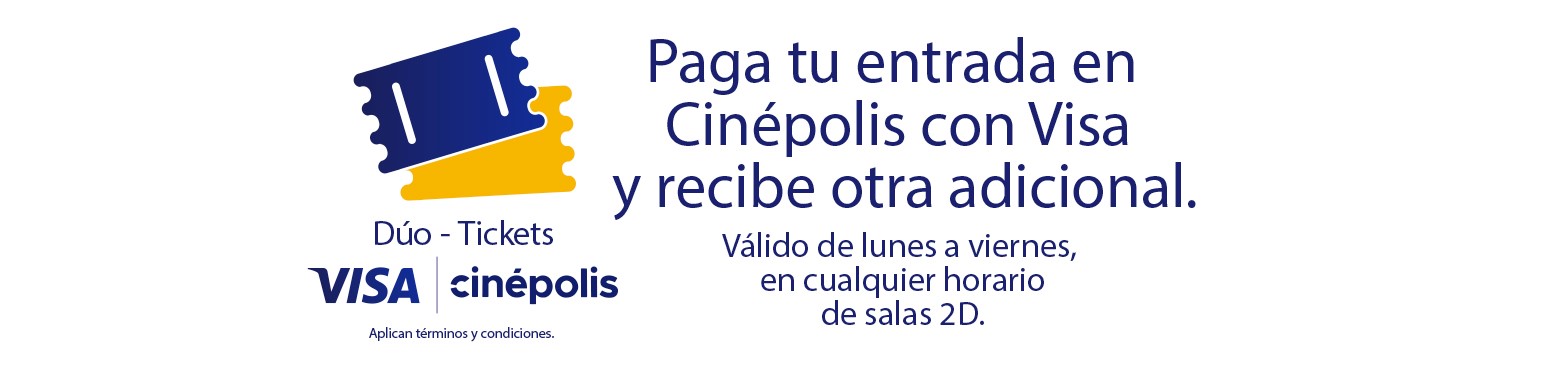 Paga tu entrada en
Cinépolis con Visa
y recibe otra adicional.
Válido de lunes a viernes,
en cualquier horario
de salas 2D.
Dúo - Tickets
VISA | cinépolis
Aplican términos y condiciones.